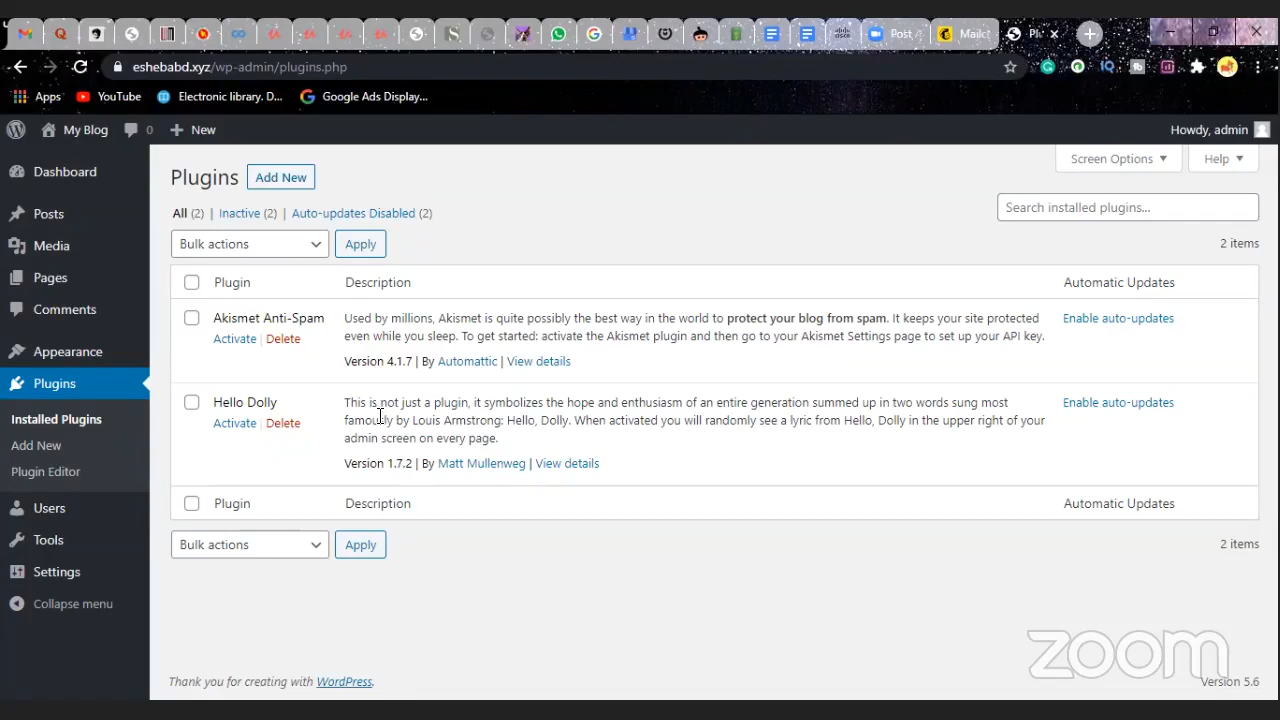 Post
Mailc
Pl
eshebabd.xyz/wp-admin/plugins.php
Apps YouTube Electronic library. D... Google Ads Display...
My Blog 0 New Howdy, admin
Screen Options Help
Dashboard
Posts
Media
Pages
Comments
Appearance
Plugins
Installed Plugins
Add New
Plugin Editor
Users
Tools
Settings
Collapse menu
Plugins Add New
All (2) | Inactive (2) | Auto-updates Disabled (2)
Search installed plugins...
Bulk actions Apply 2 items
Plugin Description Automatic Updates
Akismet Anti-Spam
Activate | Delete
Used by millions, Akismet is quite possibly the best way in the world to protect your blog from spam. It keeps your site protected
even while you sleep. To get started: activate the Akismet plugin and then go to your Akismet Settings page to set up your API key.
Version 4.1.7 | By Automattic | View details
Enable auto-updates
Hello Dolly
Activate | Delete
This is not just a plugin, it symbolizes the hope and enthusiasm of an entire generation summed up in two words sung most
famously by Louis Armstrong: Hello, Dolly. When activated you will randomly see a lyric from Hello, Dolly in the upper right of your
admin screen on every page.
Version 1.7.2 | By Matt Mullenweg | View details
Enable auto-updates
Plugin Description Automatic Updates
Bulk actions Apply 2 items
zoom
Thank you for creating with WordPress. Version 5.6